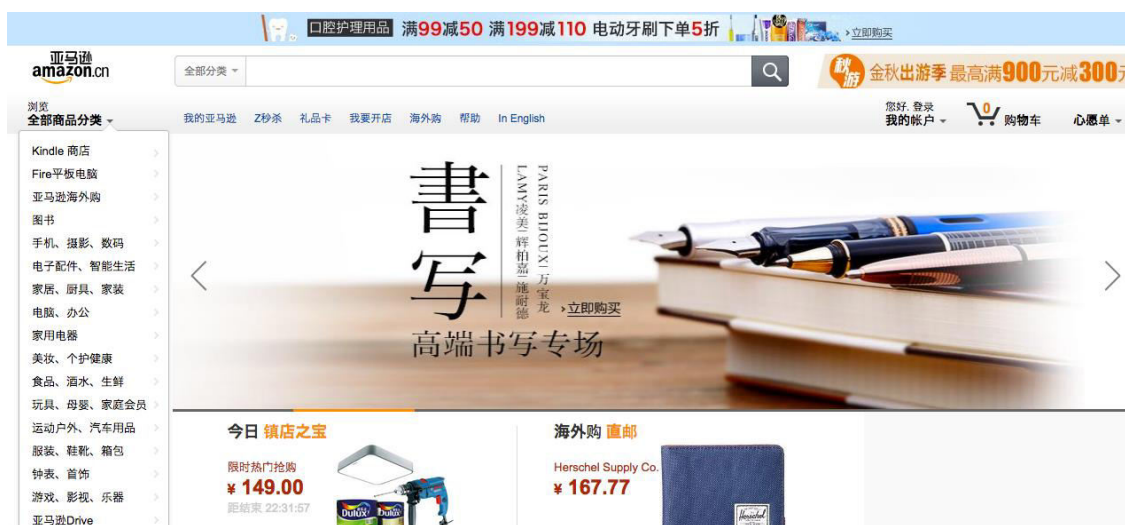 口腔护理用品 满99减50 满199减110 电动牙刷下单5折 ›立即购买
亚马逊
amazon.cn
全部分类
秋游 金秋出游季 最高满900元减300元
浏览
全部商品分类
我的亚马逊 Z秒杀 礼品卡 我要开店 海外购 帮助 In English
您好. 登录
我的帐户
0 购物车
心愿单
Kindle 商店
Fire平板电脑
亚马逊海外购
图书
手机、摄影、数码
电子配件、智能生活
家居、厨具、家装
电脑、办公
家用电器
美妆、个护健康
食品、酒水、生鲜
玩具、母婴、家庭会员
运动户外、汽车用品
服装、鞋靴、箱包
钟表、首饰
游戏、影视、乐器
亚马逊Drive
書写
PARIS BIJOUX|万宝龙
LAMY凌美|辉柏嘉|施耐德
›立即购买
高端书写专场
今日 镇店之宝
限时热门抢购
¥ 149.00
距结束 22:31:57
Dulux Dulux
海外购 直邮
Herschel Supply Co.
¥ 167.77
Herschel